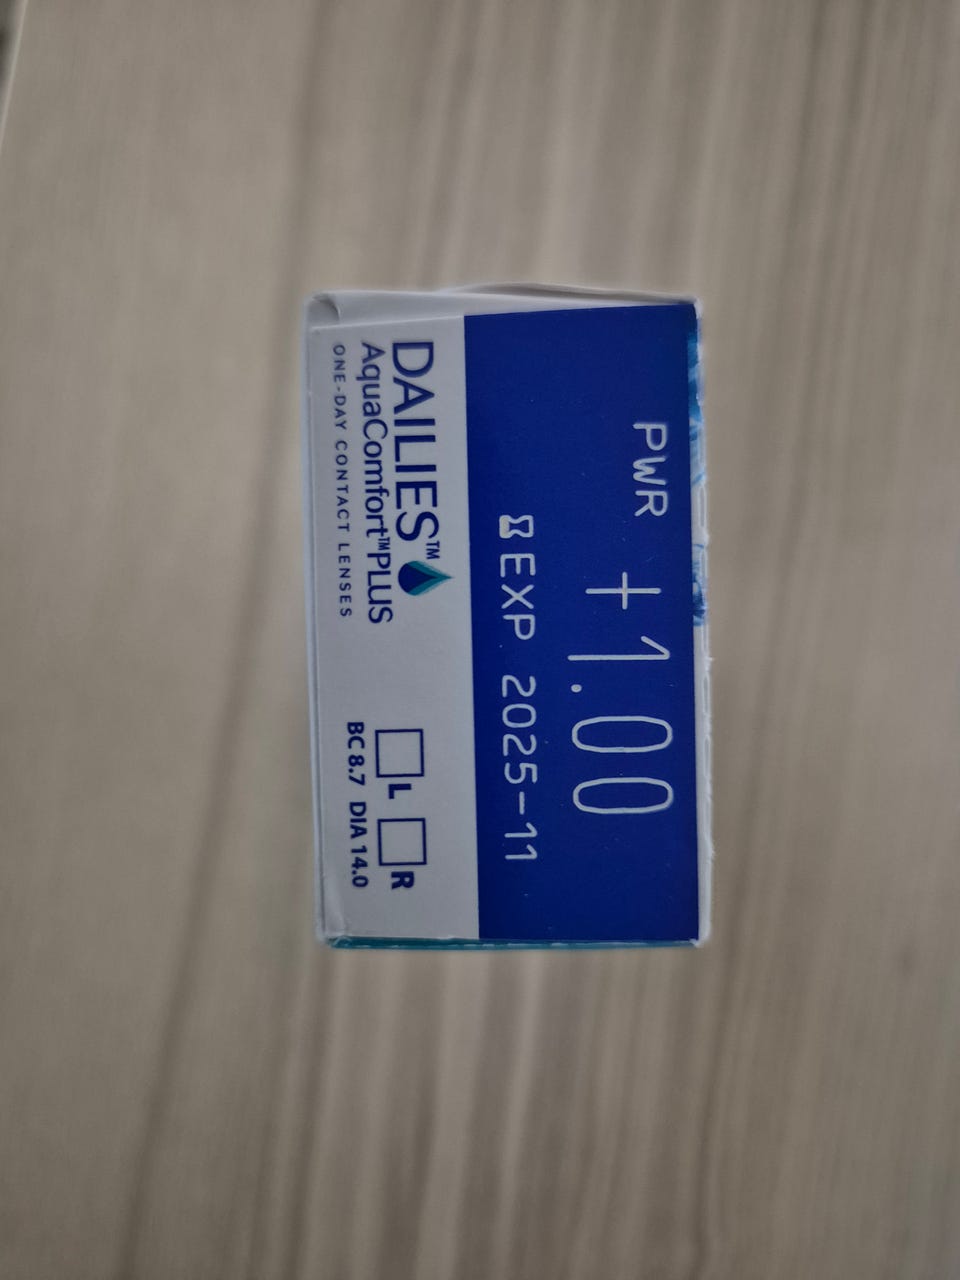 PWR +1.00
EXP 2025-11
DAILIES™
AquaComfort™PLUS
ONE-DAY CONTACT LENSES
L R
BC 8.7 DIA 14.0